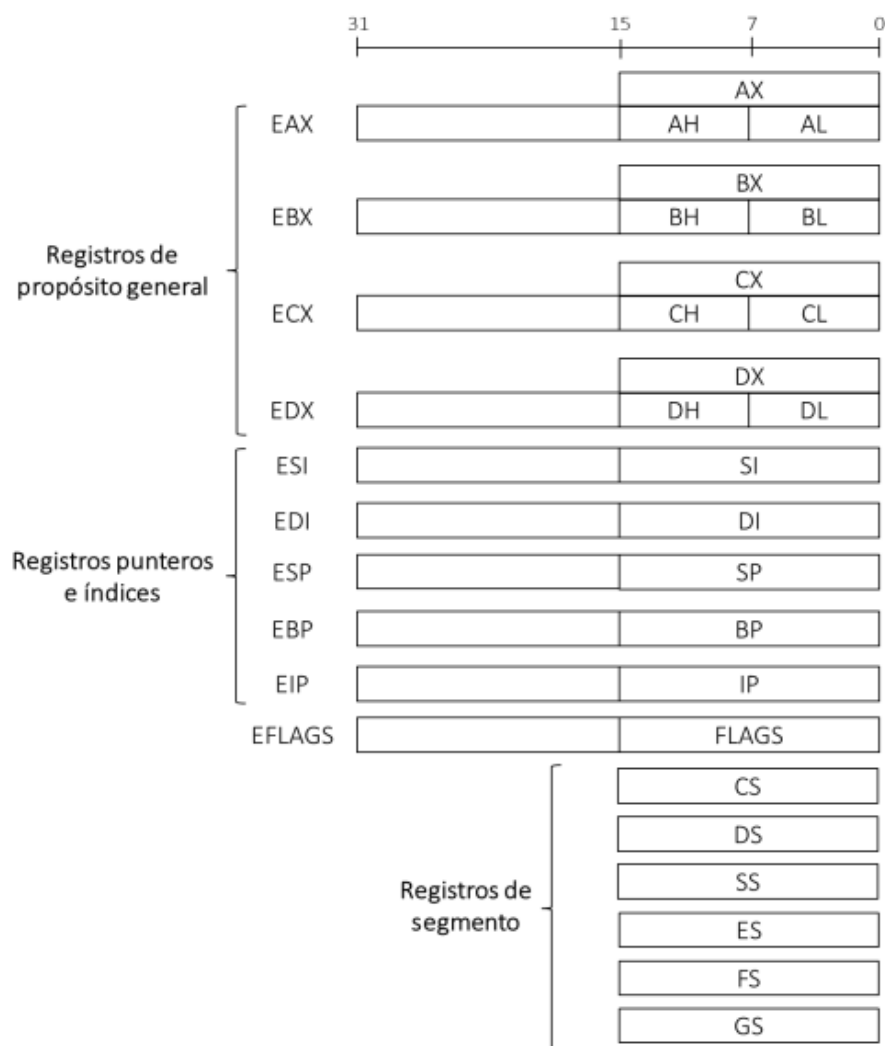 31 15 7 0
AX
EAX AH AL
BX
EBX BH BL
Registros de
propósito general
CX
ECX CH CL
DX
EDX DH DL
ESI SI
EDI DI
Registros punteros
e índices
ESP SP
EBP BP
EIP IP
EFLAGS FLAGS
CS
DS
SS
Registros de
segmento
ES
FS
GS